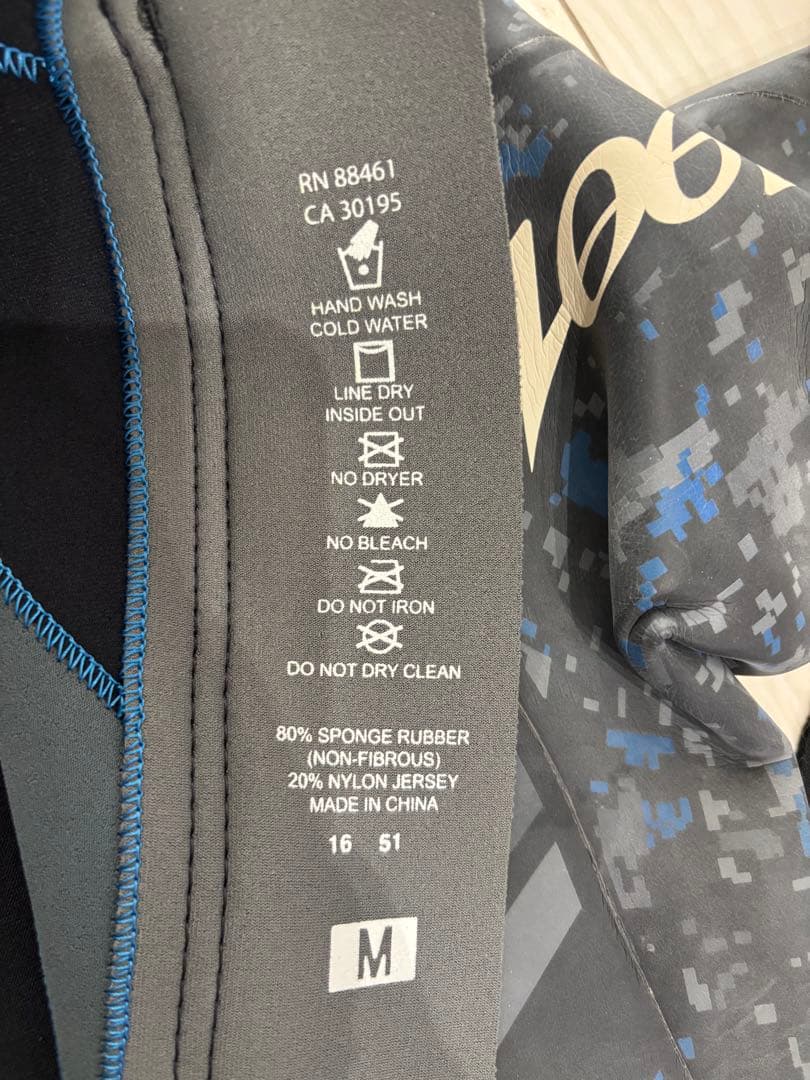 RN 88461
CA 30195
HAND WASH
COLD WATER
LINE DRY
INSIDE OUT
NO DRYER
NO BLEACH
DO NOT IRON
DO NOT DRY CLEAN
80% SPONGE RUBBER
(NON-FIBROUS)
20% NYLON JERSEY
MADE IN CHINA
16 51
M